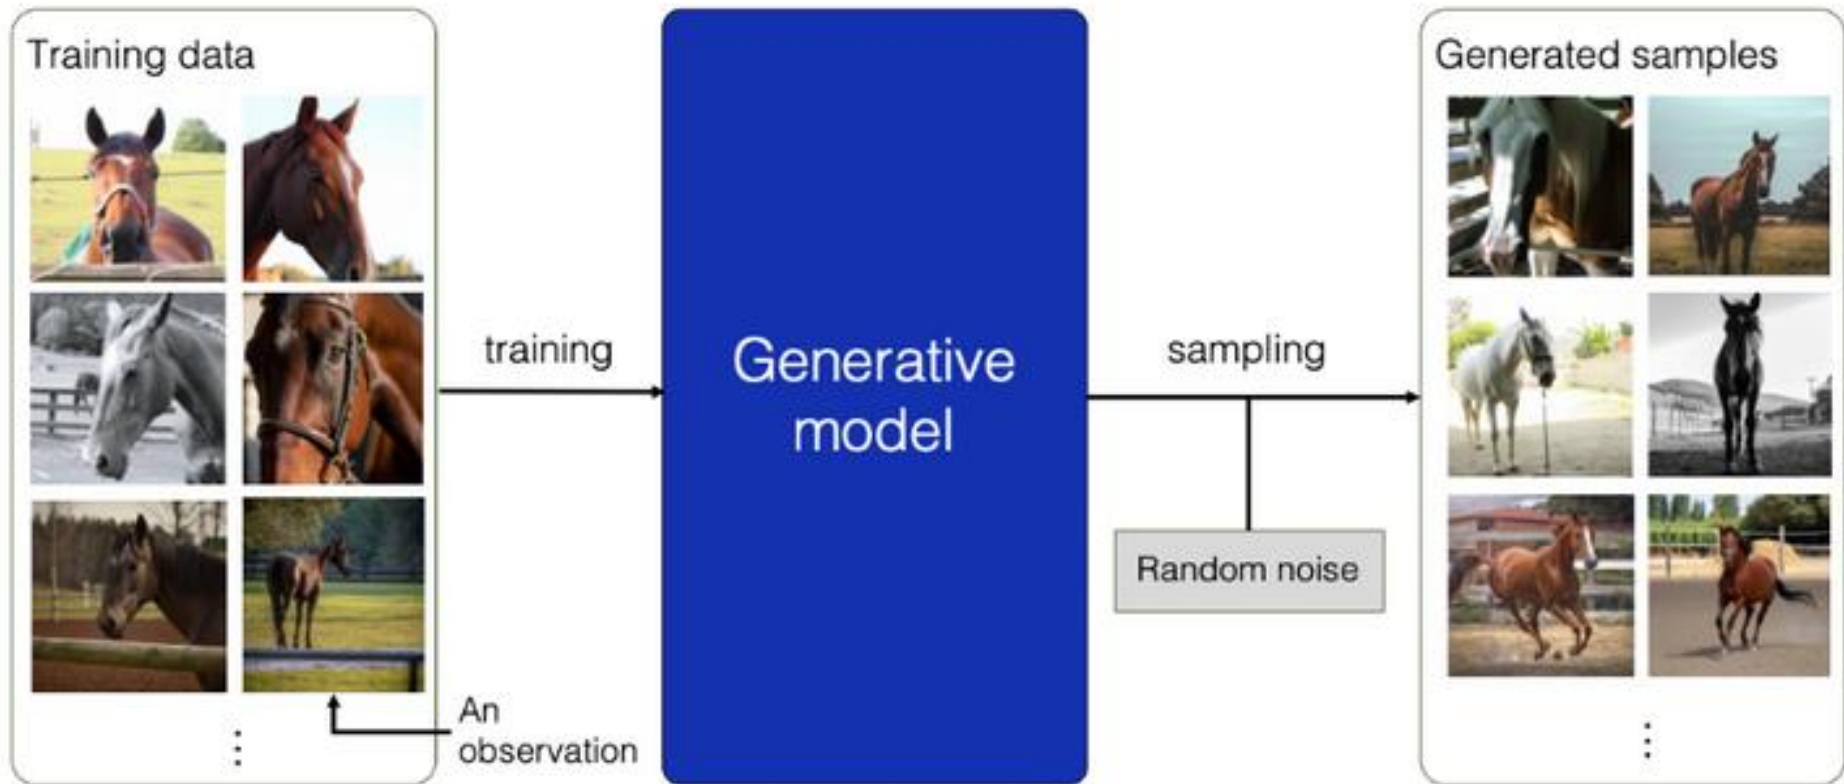 Training data
Generated samples
training
Generative
model
sampling
Random noise
An
observation